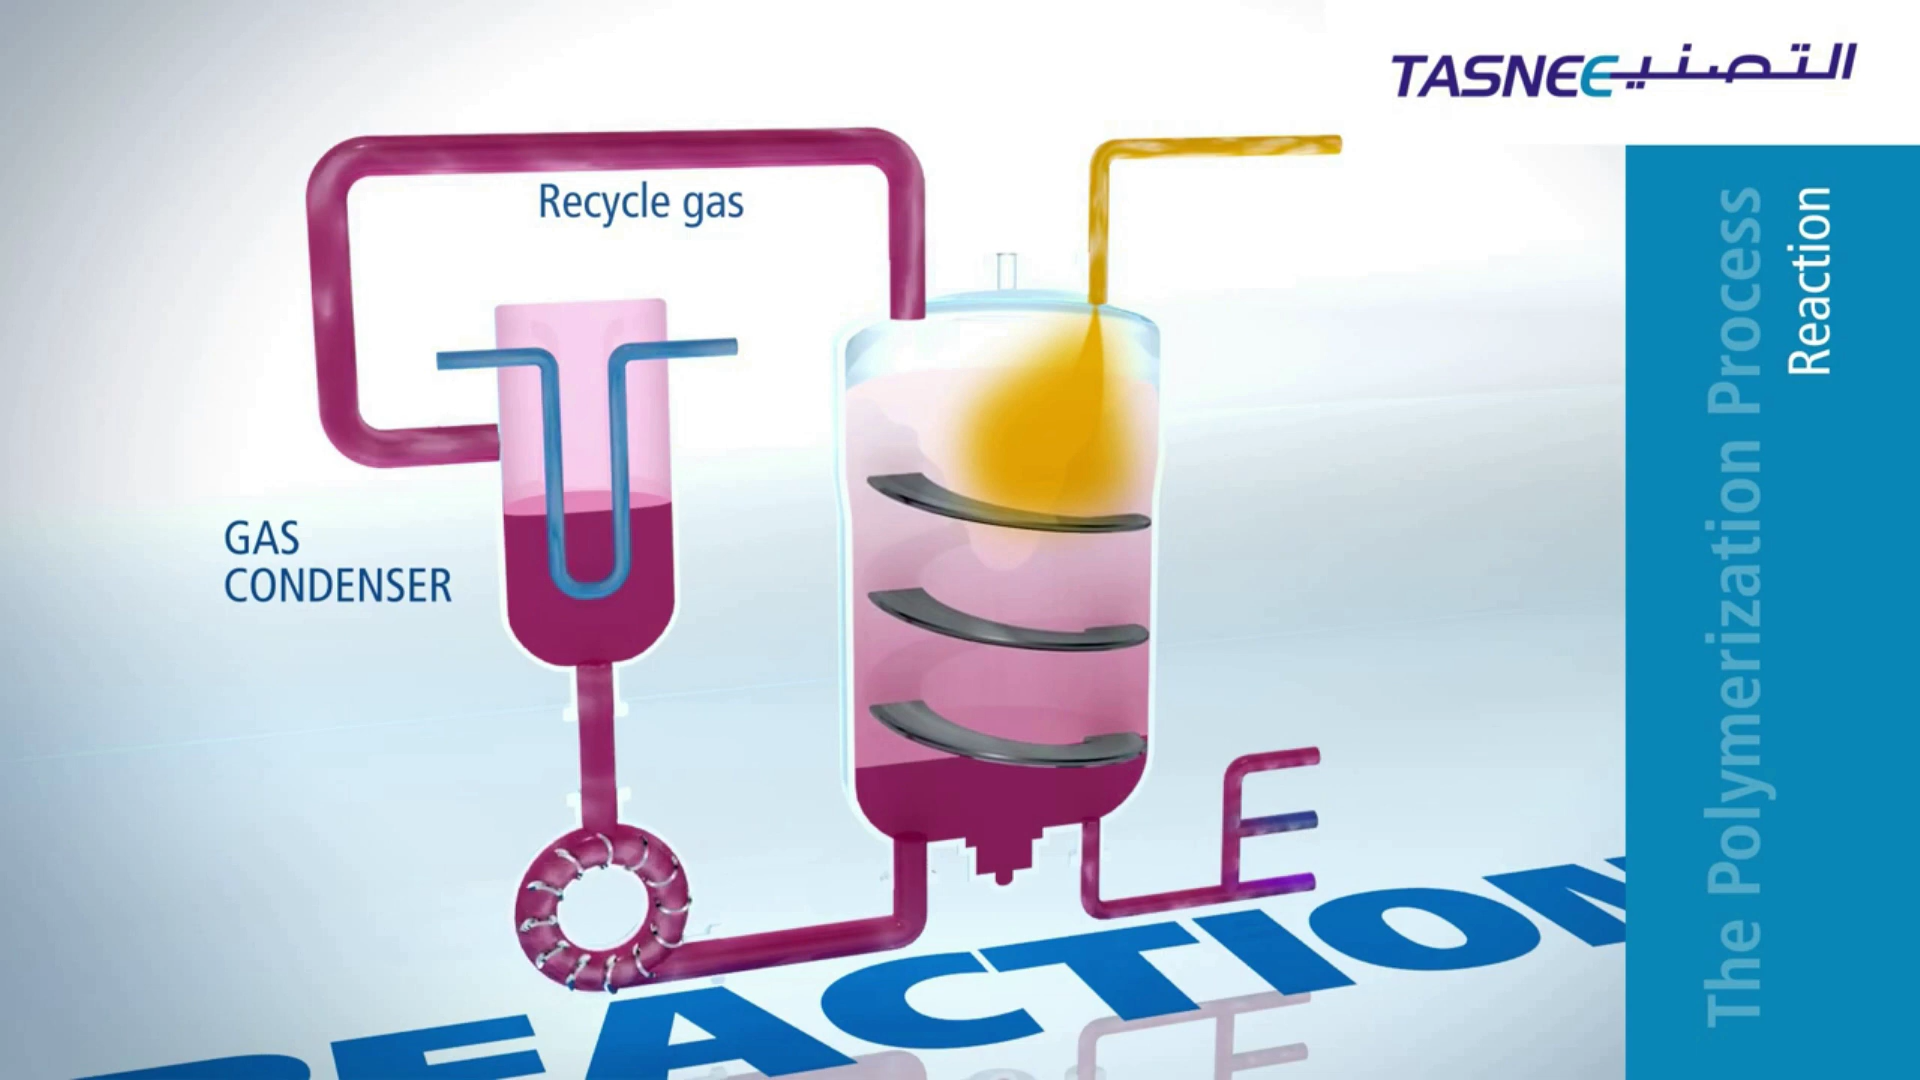 TASNEE التصنيع
Recycle gas
GAS
CONDENSER
The Polymerization Process
Reaction
REACTION